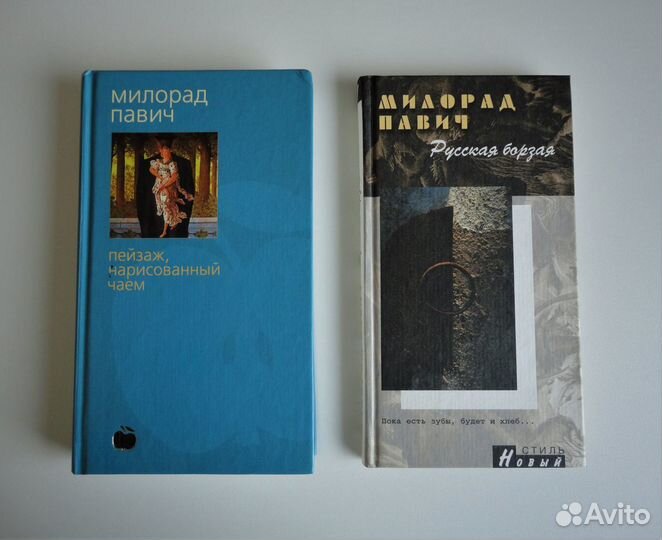 милорад
павич
пейзаж,
нарисованный
чаем
МИЛОРАД
ПАВИЧ
Русская борзая
Пока есть зубы, будет и хлеб...
СТИЛЬ
Новый
Avito